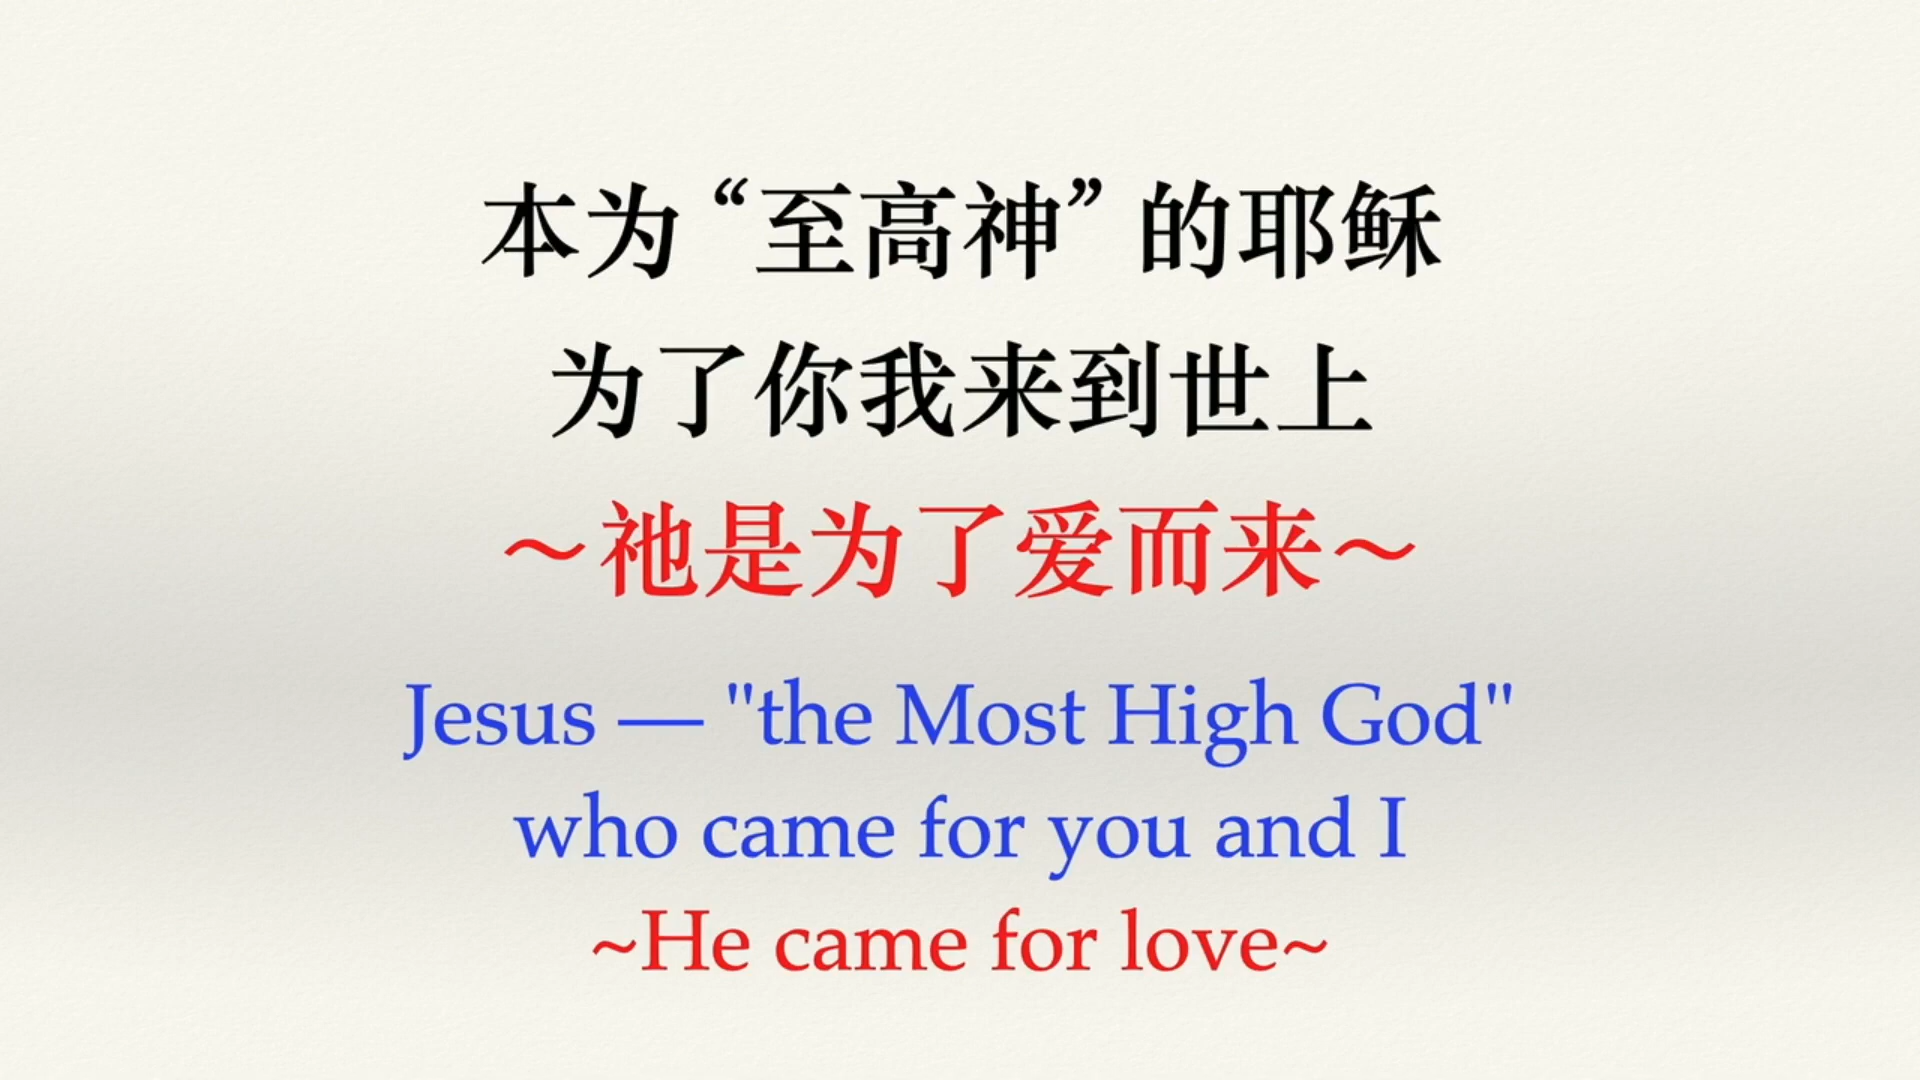 本为“至高神”的耶稣
为了你我来到世上
～祂是为了爱而来～
Jesus — "the Most High God"
who came for you and I
~He came for love~